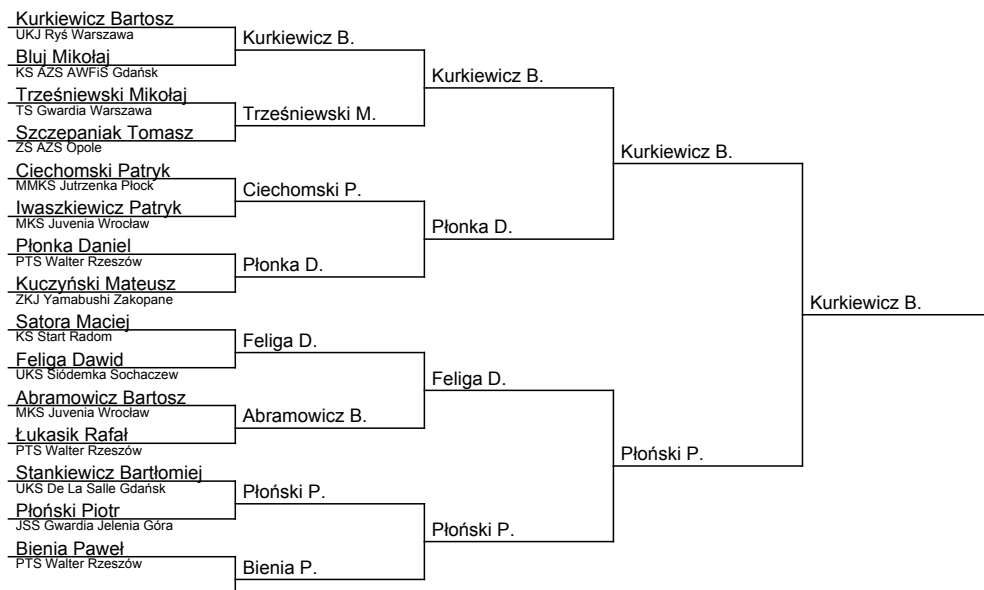 Kurkiewicz Bartosz
UKJ Ryś Warszawa
Kurkiewicz B.
Bluj Mikołaj
KS AZS AWFiS Gdańsk
Kurkiewicz B.
Trześniewski Mikołaj
TS Gwardia Warszawa
Trześniewski M.
Szczepaniak Tomasz
ZS AZS Opole
Kurkiewicz B.
Ciechomski Patryk
MMKS Jutrzenka Płock
Ciechomski P.
Iwaszkiewicz Patryk
MKS Juvenia Wrocław
Płonka D.
Płonka Daniel
PTS Walter Rzeszów
Płonka D.
Kuczyński Mateusz
ZKJ Yamabushi Zakopane
Kurkiewicz B.
Satora Maciej
KS Start Radom
Feliga D.
Feliga Dawid
UKS Siódemka Sochaczew
Feliga D.
Abramowicz Bartosz
MKS Juvenia Wrocław
Abramowicz B.
Łukasik Rafał
PTS Walter Rzeszów
Płoński P.
Stankiewicz Bartłomiej
UKS De La Salle Gdańsk
Płoński P.
Płoński Piotr
JSS Gwardia Jelenia Góra
Płoński P.
Bienia Paweł
PTS Walter Rzeszów
Bienia P.